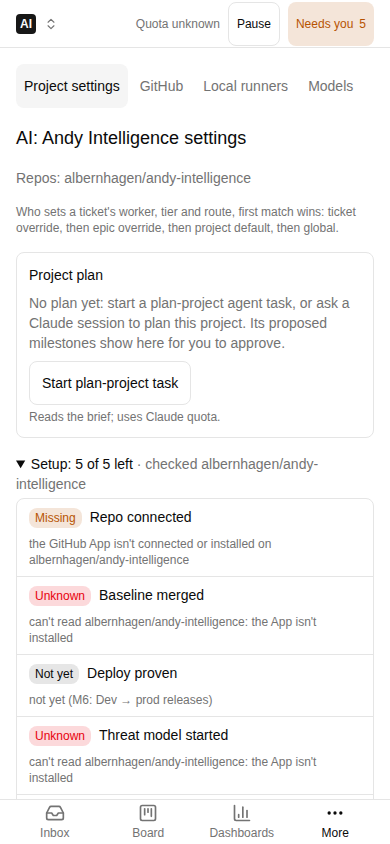 AI
Quota unknown
Pause
Needs you 5
Project settings
GitHub
Local runners
Models
AI: Andy Intelligence settings
Repos: albernhagen/andy-intelligence
Who sets a ticket's worker, tier and route, first match wins: ticket
override, then epic override, then project default, then global.
Project plan
No plan yet: start a plan-project agent task, or ask a
Claude session to plan this project. Its proposed
milestones show here for you to approve.
Start plan-project task
Reads the brief; uses Claude quota.
▼ Setup: 5 of 5 left · checked albernhagen/andy-
intelligence
Missing Repo connected
the GitHub App isn't connected or installed on
albernhagen/andy-intelligence
Unknown Baseline merged
can't read albernhagen/andy-intelligence: the App isn't
installed
Not yet Deploy proven
not yet (M6: Dev → prod releases)
Unknown Threat model started
can't read albernhagen/andy-intelligence: the App isn't
installed
Inbox
Board
Dashboards
More